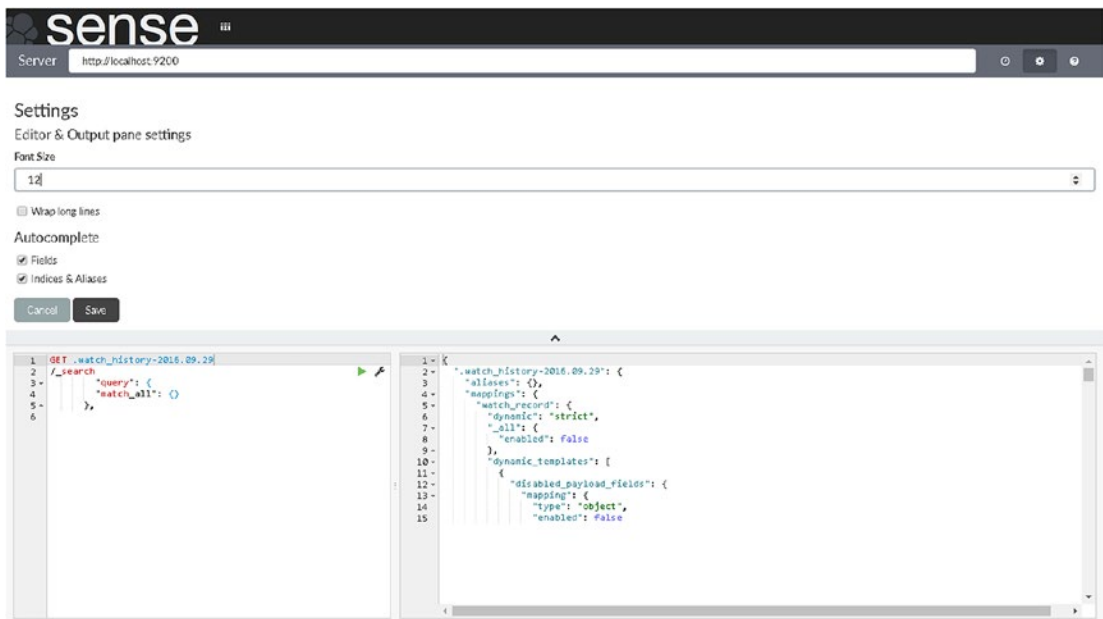 sense
Server http://localhost:9200
Settings
Editor & Output pane settings
Font Size
12
Wrap long lines
Autocomplete
Fields
Indices & Aliases
Cancel Save
1 GET .watch_history-2016.09.29
2 /_search
3 "query": {
4 "match_all": {}
5 },
6
1 {
2 ".watch_history-2016.09.29": {
3 "aliases": {},
4 "mappings": {
5 "watch_record": {
6 "dynamic": "strict",
7 "_all": {
8 "enabled": false
9 },
10 "dynamic_templates": [
11 {
12 "disabled_payload_fields": {
13 "mapping": {
14 "type": "object",
15 "enabled": false